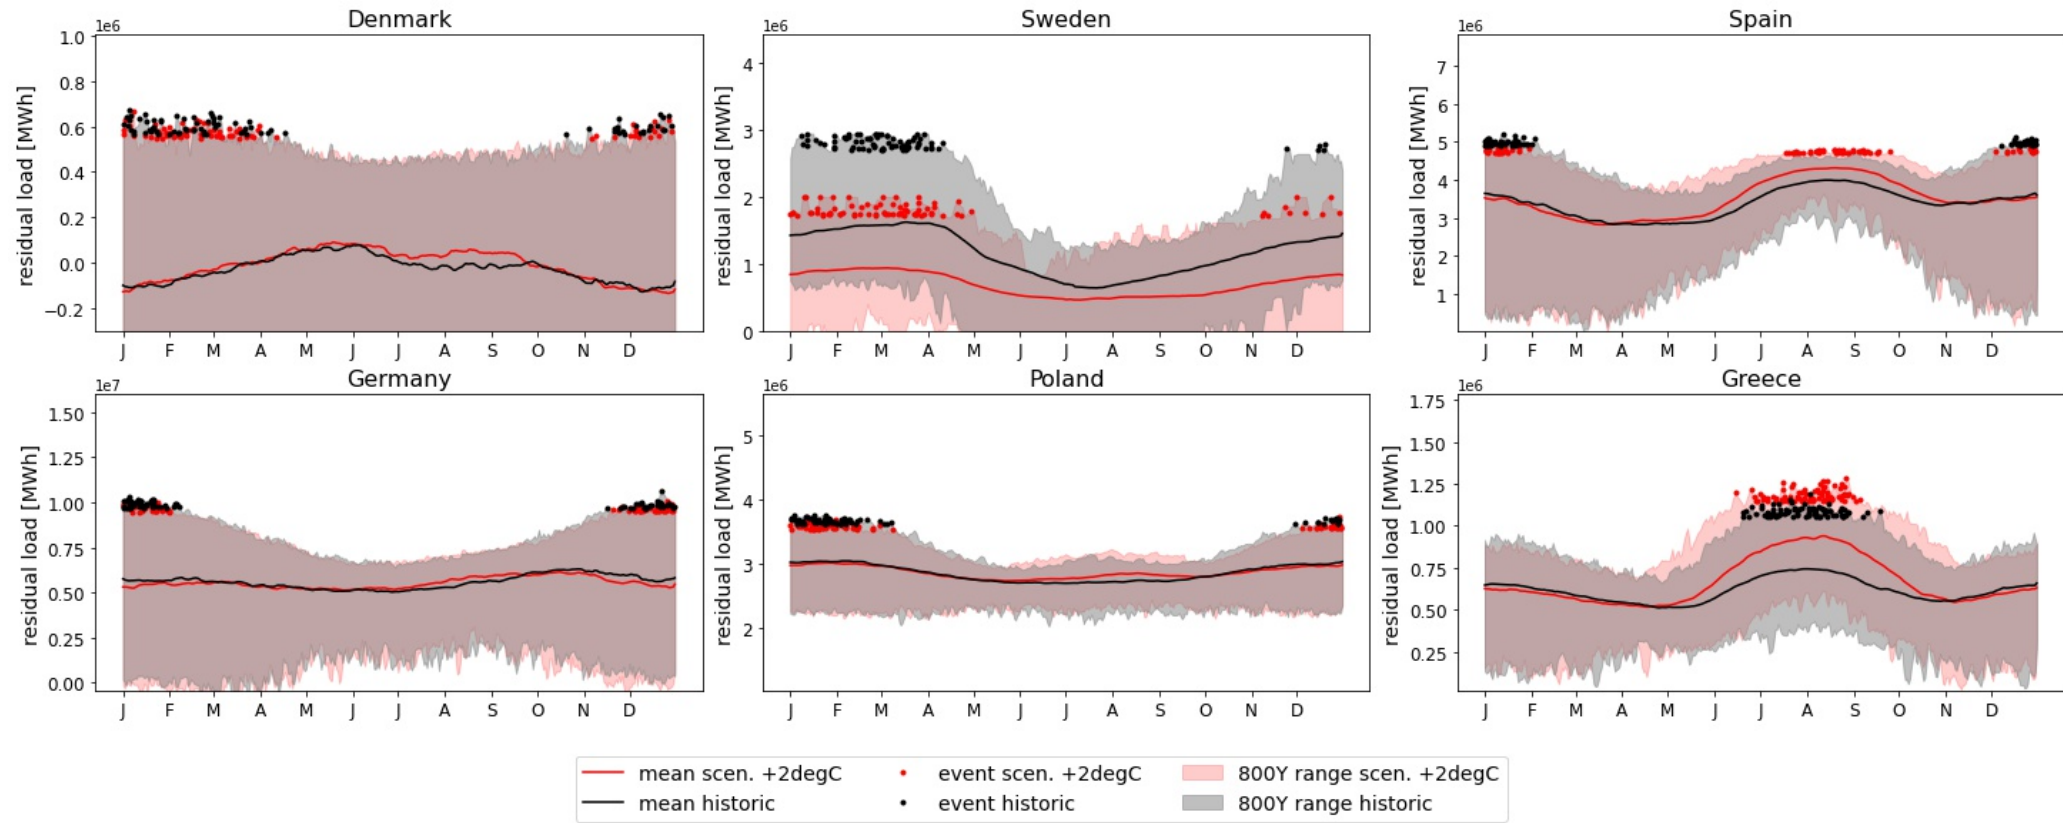 Denmark
1e6
residual load [MWh]
1.0
0.8
0.6
0.4
0.2
0.0
−0.2
J F M A M J J A S O N D
Sweden
1e6
residual load [MWh]
4
3
2
1
0
J F M A M J J A S O N D
Spain
1e6
residual load [MWh]
7
6
5
4
3
2
1
J F M A M J J A S O N D
Germany
1e7
residual load [MWh]
1.50
1.25
1.00
0.75
0.50
0.25
0.00
J F M A M J J A S O N D
Poland
1e6
residual load [MWh]
5
4
3
2
J F M A M J J A S O N D
Greece
1e6
residual load [MWh]
1.75
1.50
1.25
1.00
0.75
0.50
0.25
J F M A M J J A S O N D
mean scen. +2degC
mean historic
event scen. +2degC
event historic
800Y range scen. +2degC
800Y range historic